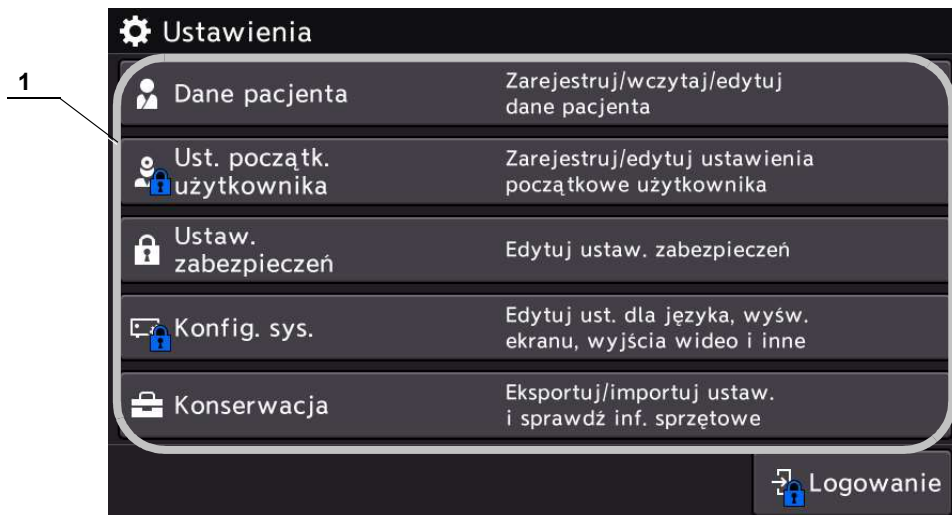 Ustawienia
1
Dane pacjenta
Zarejestruj/wczytaj/edytuj
dane pacjenta
Ust. początk.
użytkownika
Zarejestruj/edytuj ustawienia
początkowe użytkownika
Ustaw.
zabezpieczeń
Edytuj ustaw. zabezpieczeń
Konfig. sys.
Edytuj ust. dla języka, wyśw.
ekranu, wyjścia wideo i inne
Konserwacja
Eksportuj/importuj ustaw.
i sprawdź inf. sprzętowe
Logowanie